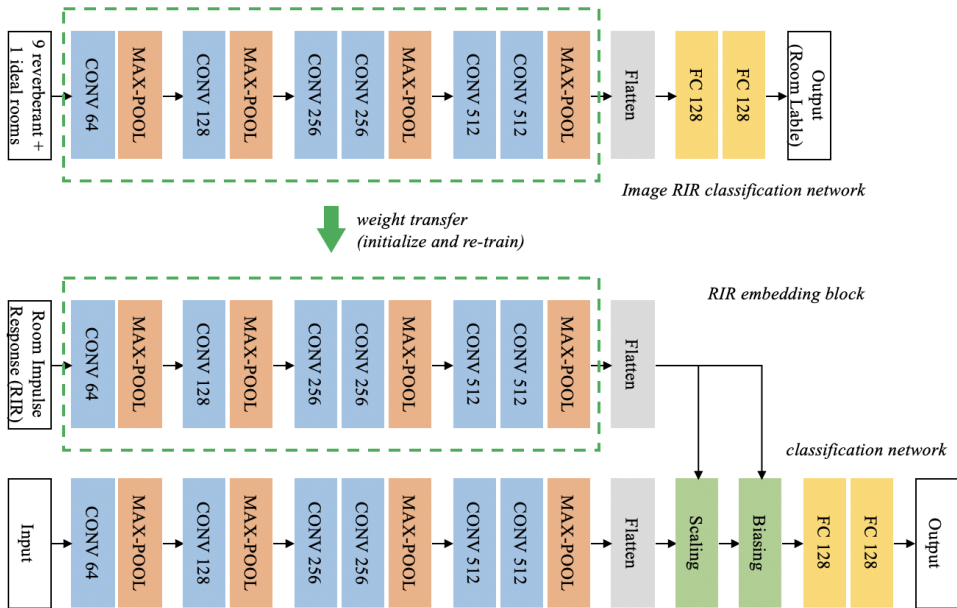 9 reverberant +
1 ideal rooms
CONV 64
MAX-POOL
CONV 128
MAX-POOL
CONV 256
CONV 256
MAX-POOL
CONV 512
CONV 512
MAX-POOL
Flatten
FC 128
FC 128
Output
(Room Lable)
Image RIR classification network
weight transfer
(initialize and re-train)
RIR embedding block
Room Impulse
Response (RIR)
CONV 64
MAX-POOL
CONV 128
MAX-POOL
CONV 256
CONV 256
MAX-POOL
CONV 512
CONV 512
MAX-POOL
Flatten
classification network
Input
CONV 64
MAX-POOL
CONV 128
MAX-POOL
CONV 256
CONV 256
MAX-POOL
CONV 512
CONV 512
MAX-POOL
Flatten
Scaling
Biasing
FC 128
FC 128
Output